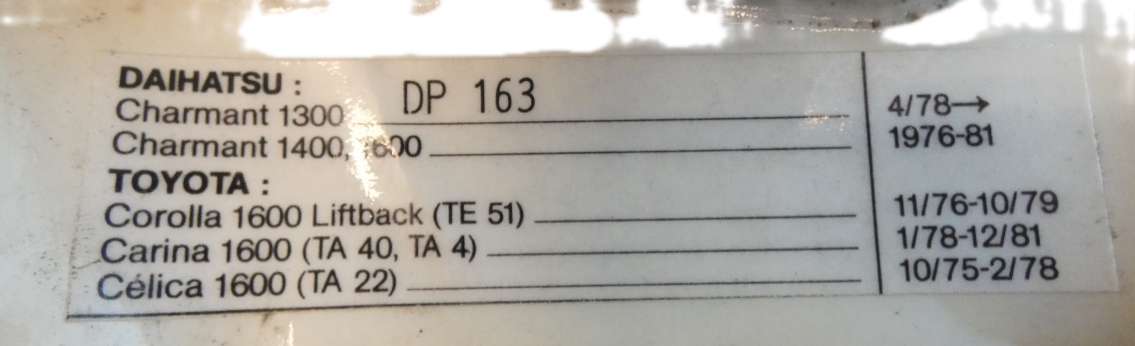 DAIHATSU :
DP 163
Charmant 1300 4/78→
Charmant 1400, 1600 1976-81
TOYOTA :
Corolla 1600 Liftback (TE 51) 11/76-10/79
Carina 1600 (TA 40, TA 4) 1/78-12/81
Célica 1600 (TA 22) 10/75-2/78